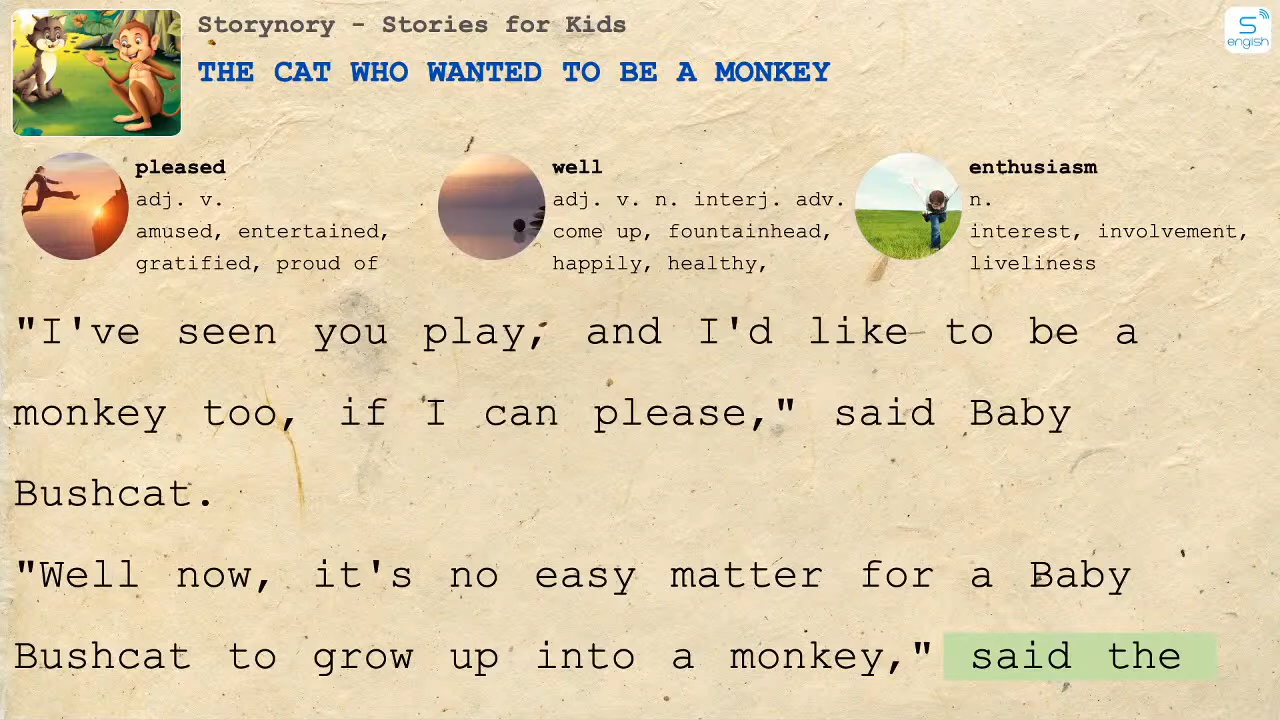 Storynory - Stories for Kids
THE CAT WHO WANTED TO BE A MONKEY
S
english
pleased
adj. v.
amused, entertained,
gratified, proud of
well
adj. v. n. interj. adv.
come up, fountainhead,
happily, healthy,
enthusiasm
n.
interest, involvement,
liveliness
"I've seen you play, and I'd like to be a
monkey too, if I can please," said Baby
Bushcat.
"Well now, it's no easy matter for a Baby
Bushcat to grow up into a monkey," said the